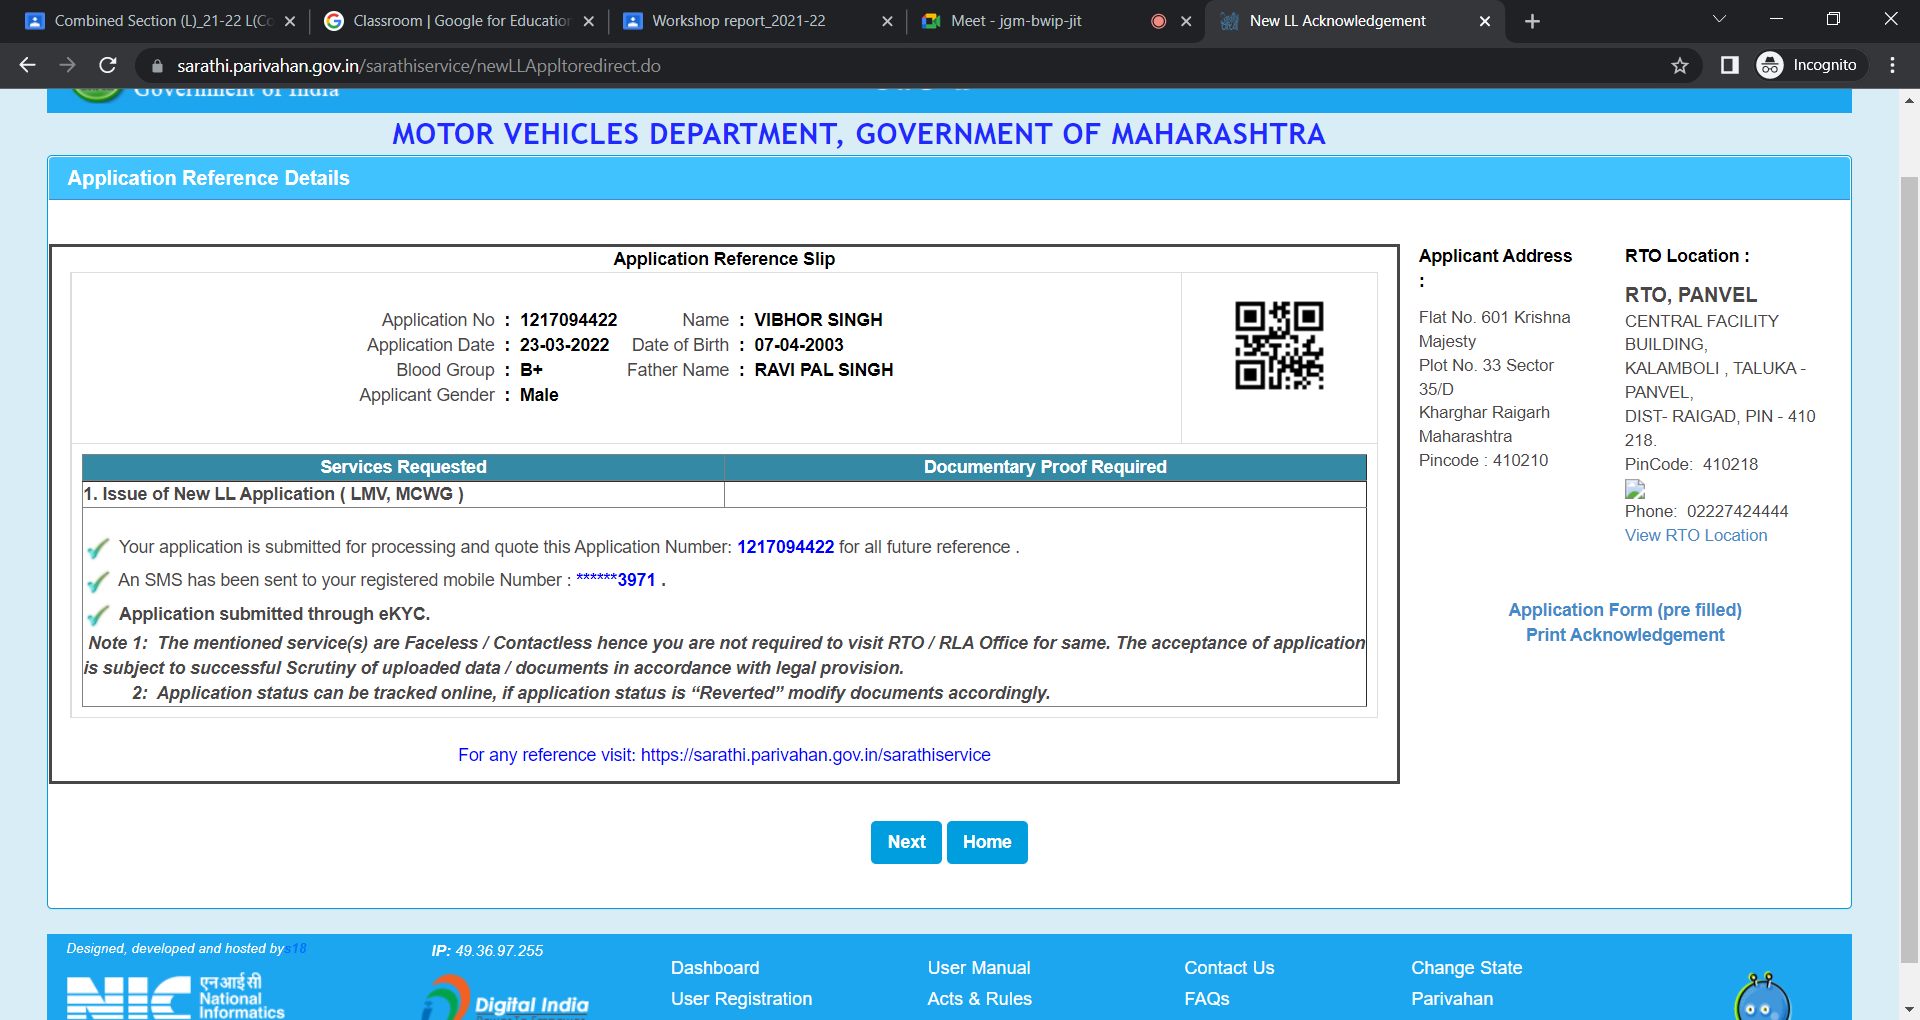 Combined Section (L)_21-22 L(Co
Classroom | Google for Education
Workshop report_2021-22
Meet - jgm-bwip-jit
New LL Acknowledgement
sarathi.parivahan.gov.in/sarathiservice/newLLAppltoredirect.do
Incognito
Government of India
MOTOR VEHICLES DEPARTMENT, GOVERNMENT OF MAHARASHTRA
Application Reference Details
Application Reference Slip
Application No : 1217094422 Name : VIBHOR SINGH
Application Date : 23-03-2022 Date of Birth : 07-04-2003
Blood Group : B+ Father Name : RAVI PAL SINGH
Applicant Gender : Male
Services Requested Documentary Proof Required
1. Issue of New LL Application ( LMV, MCWG )
Your application is submitted for processing and quote this Application Number: 1217094422 for all future reference .
An SMS has been sent to your registered mobile Number : ******3971 .
Application submitted through eKYC.
Note 1: The mentioned service(s) are Faceless / Contactless hence you are not required to visit RTO / RLA Office for same. The acceptance of application
is subject to successful Scrutiny of uploaded data / documents in accordance with legal provision.
2: Application status can be tracked online, if application status is “Reverted” modify documents accordingly.
For any reference visit: https://sarathi.parivahan.gov.in/sarathiservice
Applicant Address
:
Flat No. 601 Krishna
Majesty
Plot No. 33 Sector
35/D
Kharghar Raigarh
Maharashtra
Pincode : 410210
RTO Location :
RTO, PANVEL
CENTRAL FACILITY
BUILDING,
KALAMBOLI , TALUKA -
PANVEL,
DIST- RAIGAD, PIN - 410
218.
PinCode: 410218
Phone: 02227424444
View RTO Location
Application Form (pre filled)
Print Acknowledgement
Next Home
Designed, developed and hosted by s18
NIC
एनआईसी
National
Informatics
IP: 49.36.97.255
Digital India
Dashboard
User Registration
User Manual
Acts & Rules
Contact Us
FAQs
Change State
Parivahan